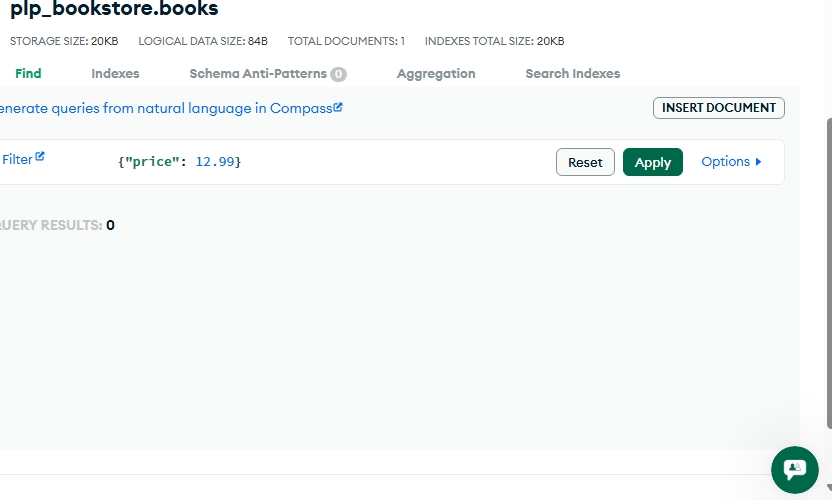 plp_bookstore.books
STORAGE SIZE: 20KB LOGICAL DATA SIZE: 84B TOTAL DOCUMENTS: 1 INDEXES TOTAL SIZE: 20KB
Find Indexes Schema Anti-Patterns 0 Aggregation Search Indexes
enerate queries from natural language in Compass
INSERT DOCUMENT
Filter {"price": 12.99} Reset Apply Options
QUERY RESULTS: 0